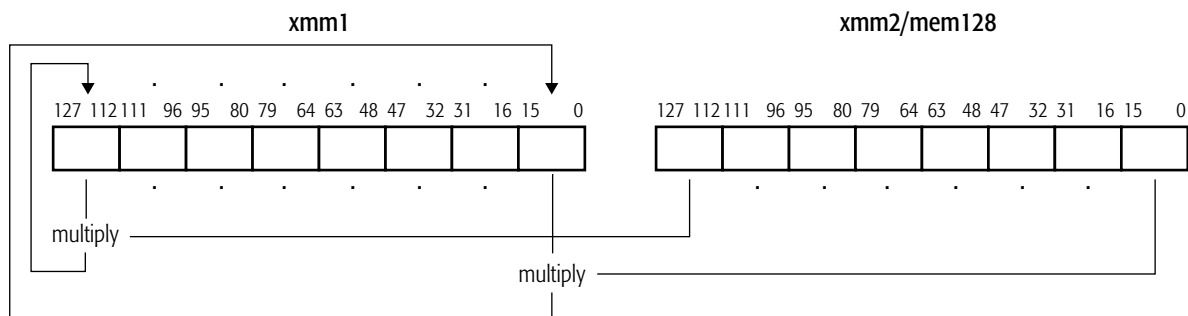 xmm1 xmm2/mem128
. . . . . .
127 112 111 96 95 80 79 64 63 48 47 32 31 16 15 0 127 112 111 96 95 80 79 64 63 48 47 32 31 16 15 0
. . . . . . . . . . . .
multiply
multiply